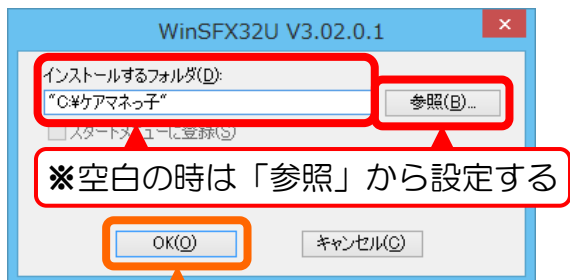 WinSFX32U V3.02.0.1
インストールするフォルダ(D):
"C:¥ケアマネっ子"
参照(B)...
スタートメニューに登録(S)
※空白の時は「参照」から設定する
OK(O)
キャンセル(C)